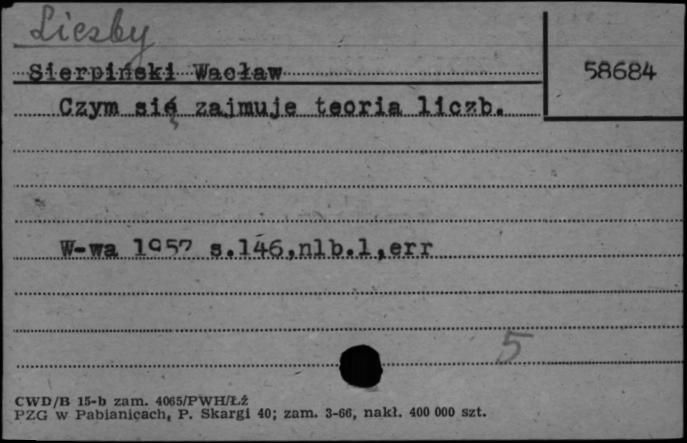 Liczby
Sierpiński Wacław
58684
Czym się zajmuje teoria liczb.
W-wa 1957 s.146,nlb.1,err
5
CWD/B 15-b zam. 4065/PWH/Łź
PZG w Pabianicach, P. Skargi 40; zam. 3-66, nakł. 400 000 szt.